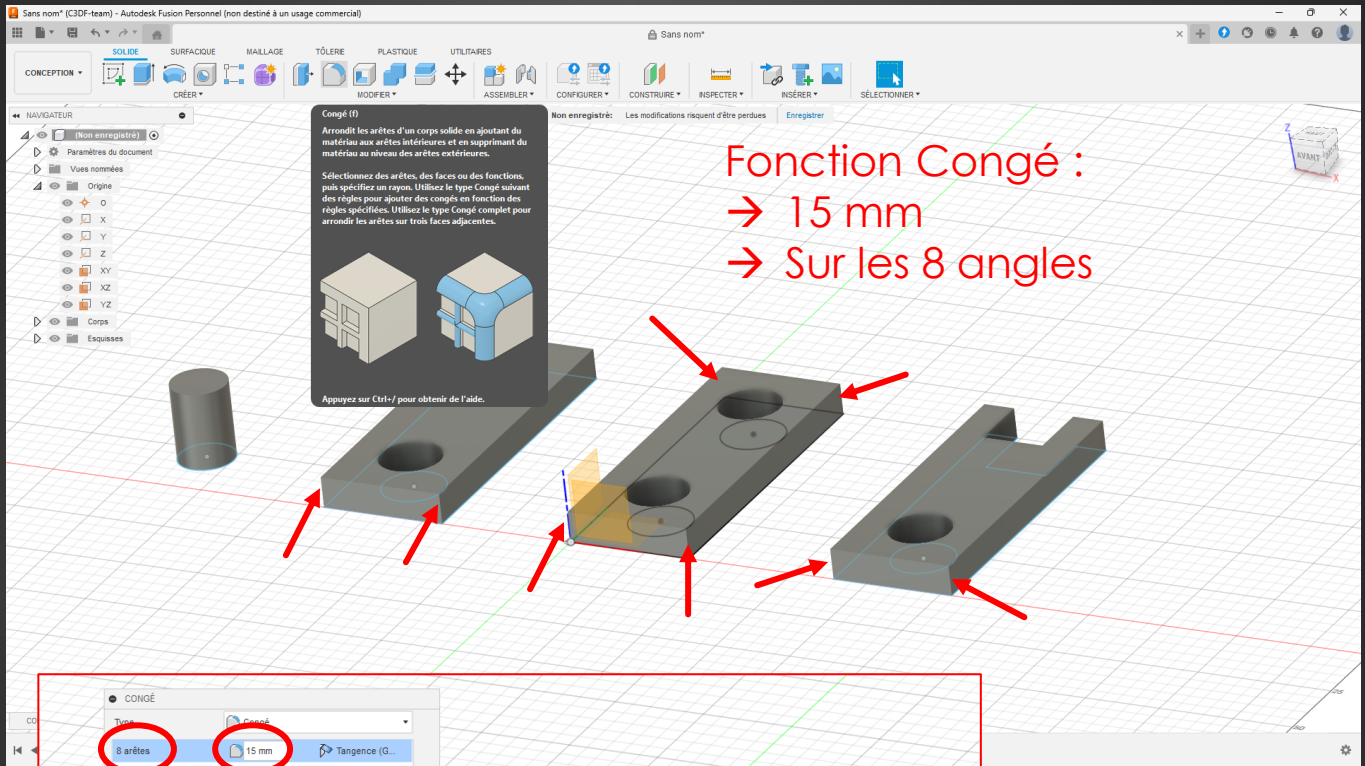 Sans nom* (C3DF-team) - Autodesk Fusion Personnel (non destiné à un usage commercial)
Sans nom*
SOLIDE SURFACIQUE MAILLAGE TÔLERIE PLASTIQUE UTILITAIRES
CONCEPTION
CRÉER MODIFIER ASSEMBLER CONFIGURER CONSTRUIRE INSPECTER INSÉRER SÉLECTIONNER
NAVIGATEUR
(Non enregistré)
Paramètres du document
Vues nommées
Origine
O
X
Y
Z
XY
XZ
YZ
Corps
Esquisses
Congé (f)
Arrondit les arêtes d'un corps solide en ajoutant du
matériau aux arêtes intérieures et en supprimant du
matériau au niveau des arêtes extérieures.
Sélectionnez des arêtes, des faces ou des fonctions,
puis spécifiez un rayon. Utilisez le type Congé suivant
des règles pour ajouter des congés en fonction des
règles spécifiées. Utilisez le type Congé complet pour
arrondir les arêtes sur trois faces adjacentes.
Appuyez sur Ctrl+/ pour obtenir de l'aide.
Non enregistré: Les modifications risquent d'être perdues Enregistrer
Z
AVANT
X
Fonction Congé :
→ 15 mm
→ Sur les 8 angles
CO
CONGÉ
Type Congé
8 arêtes 15 mm Tangence (G...